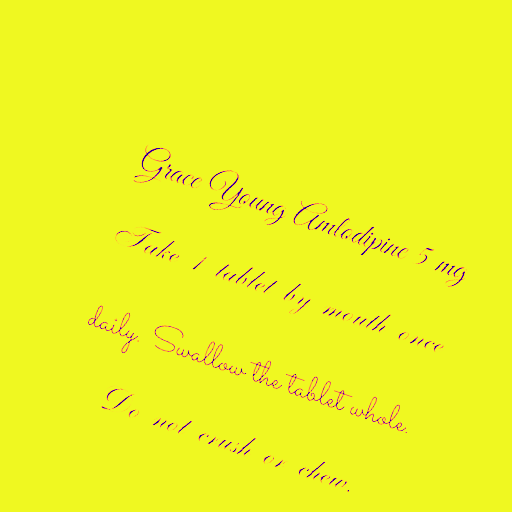 Grace Young Amlodipine 5 mg
Take 1 tablet by mouth once
daily. Swallow the tablet whole.
Do not crush or chew.